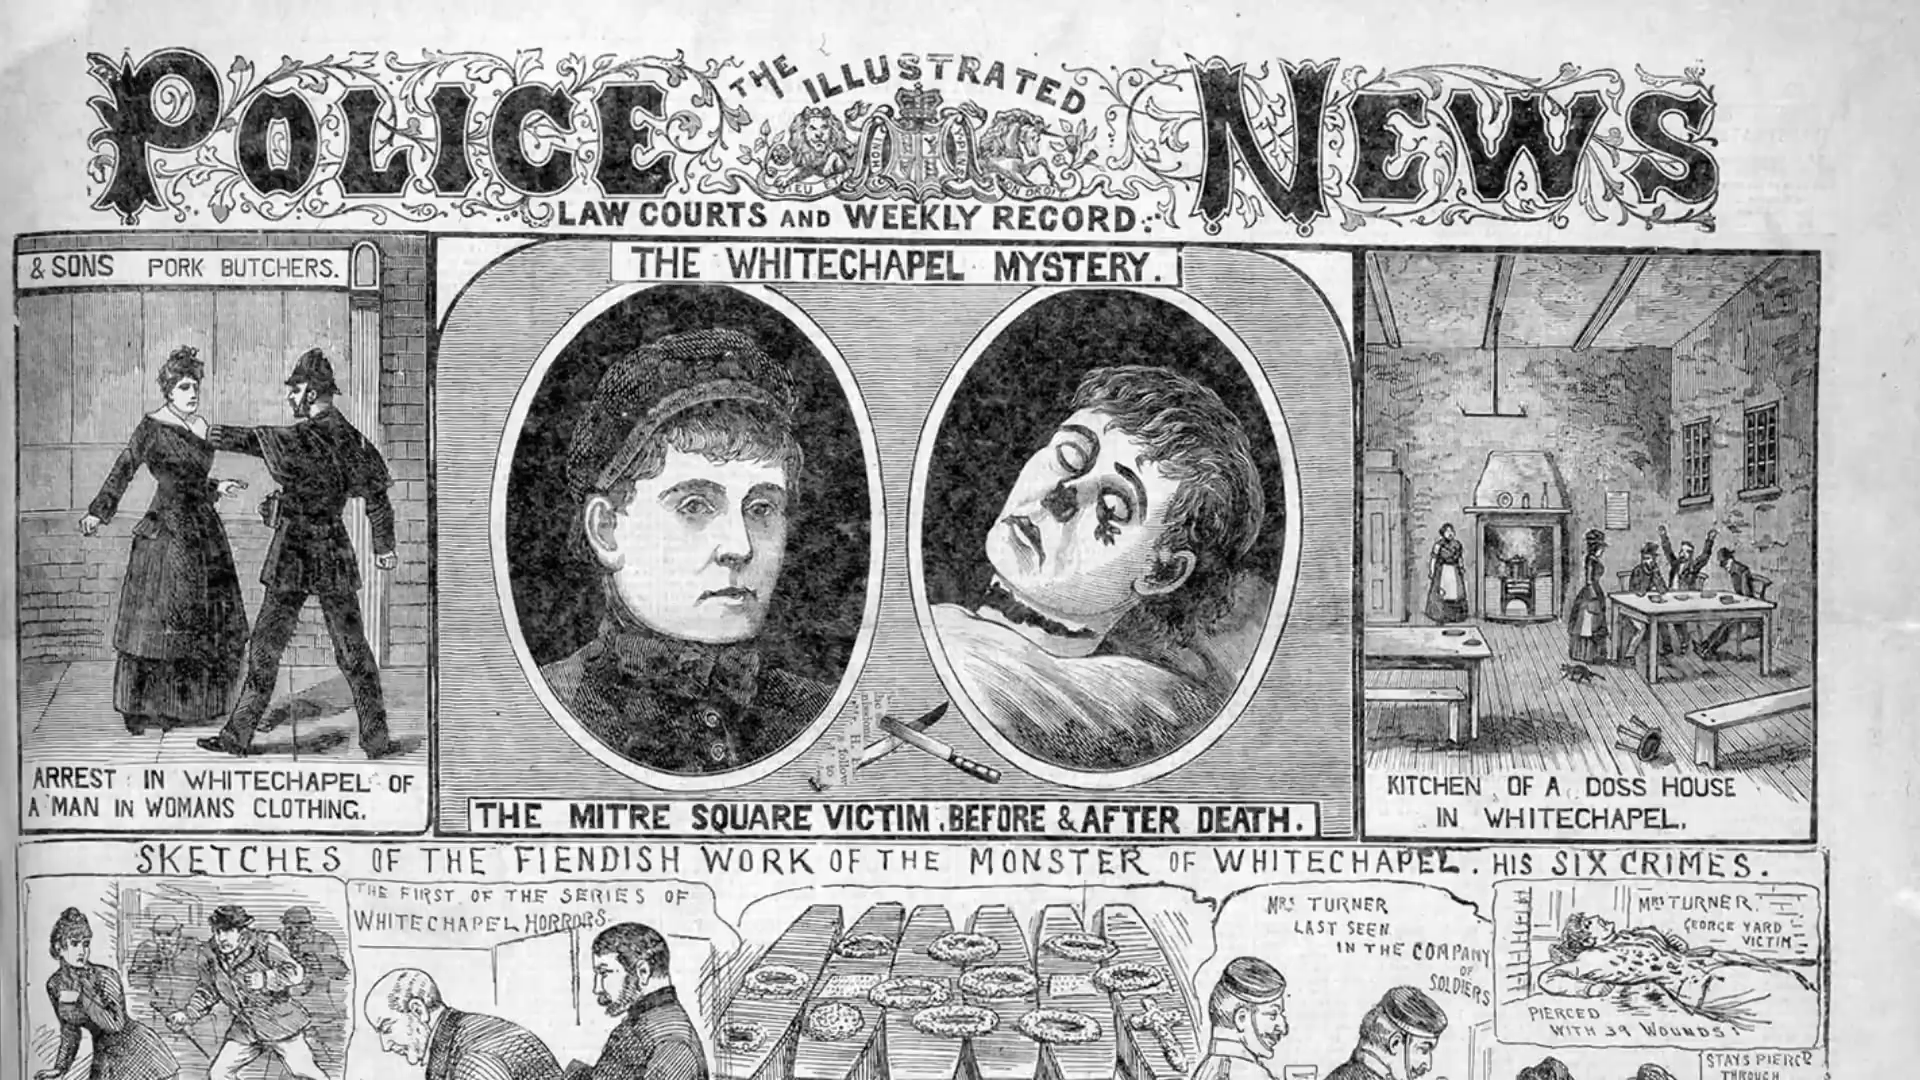 POLICE THE ILLUSTRATED NEWS
LAW COURTS AND WEEKLY RECORD.
& SONS PORK BUTCHERS.
ARREST IN WHITECHAPEL OF
A MAN IN WOMANS CLOTHING.
THE WHITECHAPEL MYSTERY.
THE MITRE SQUARE VICTIM. BEFORE & AFTER DEATH.
KITCHEN OF A DOSS HOUSE
IN WHITECHAPEL.
SKETCHES OF THE FIENDISH WORK OF THE MONSTER OF WHITECHAPEL. HIS SIX CRIMES.
THE FIRST OF THE SERIES OF
WHITECHAPEL HORRORS
MRS TURNER
LAST SEEN
IN THE COMPANY
OF
SOLDIERS
MRS TURNER.
GEORGE YARD
VICTIM
PIERCED
WITH 39 WOUNDS
STAYS PIERCE
THROUGH